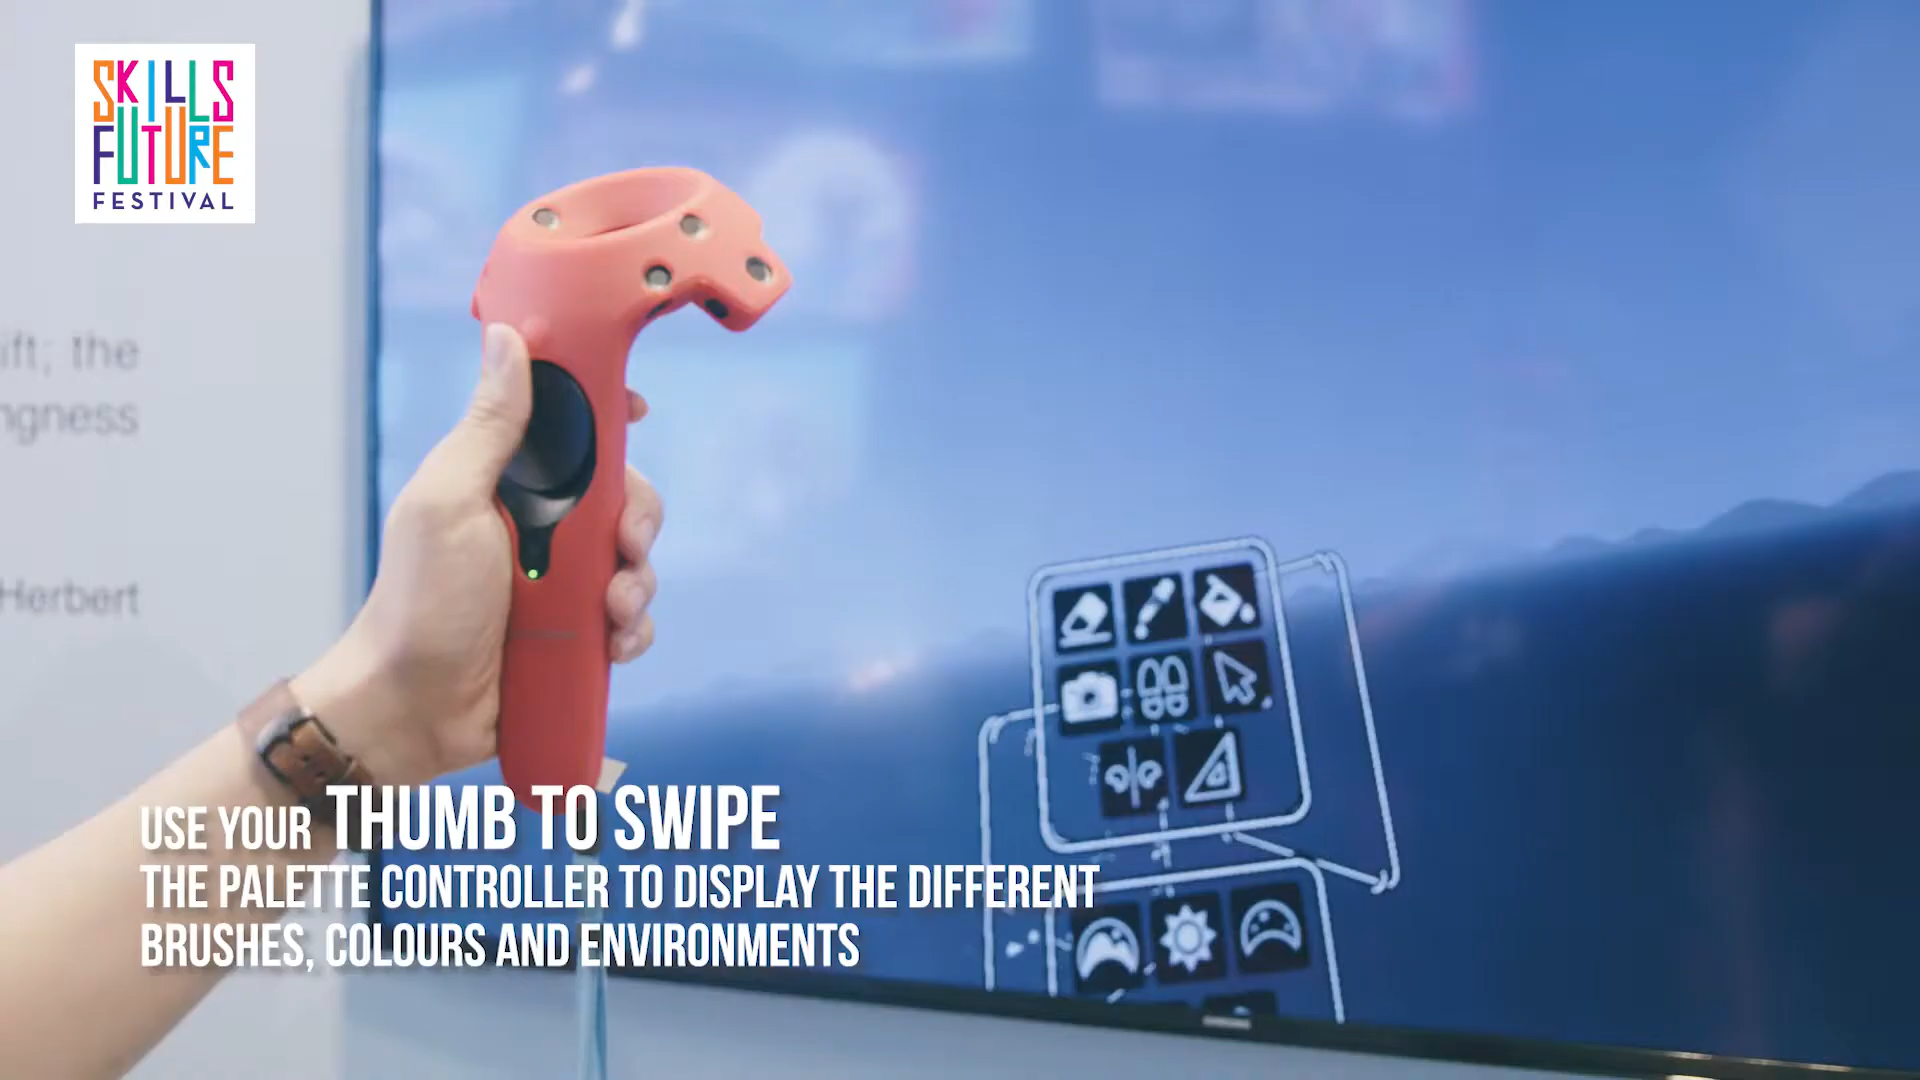 SKILLS
FUTURE
FESTIVAL
ift; the
ngness
Herbert
USE YOUR THUMB TO SWIPE
THE PALETTE CONTROLLER TO DISPLAY THE DIFFERENT
BRUSHES, COLOURS AND ENVIRONMENTS